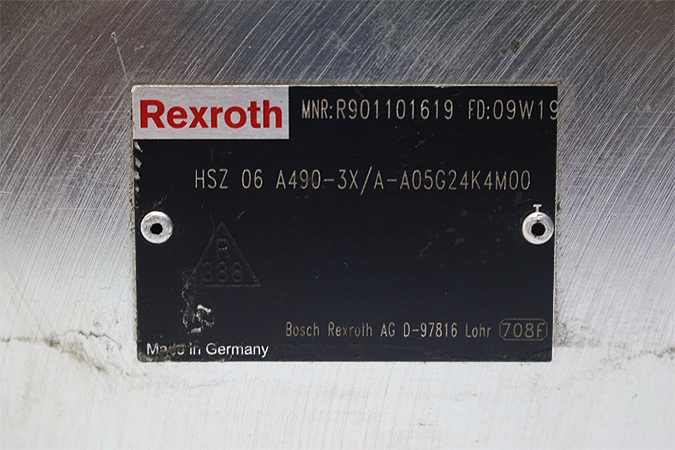 Rexroth MNR:R901101619 FD:09W19
HSZ 06 A490-3X/A-A05G24K4M00
R
388
Bosch Rexroth AG D-97816 Lohr 708F
Made in Germany